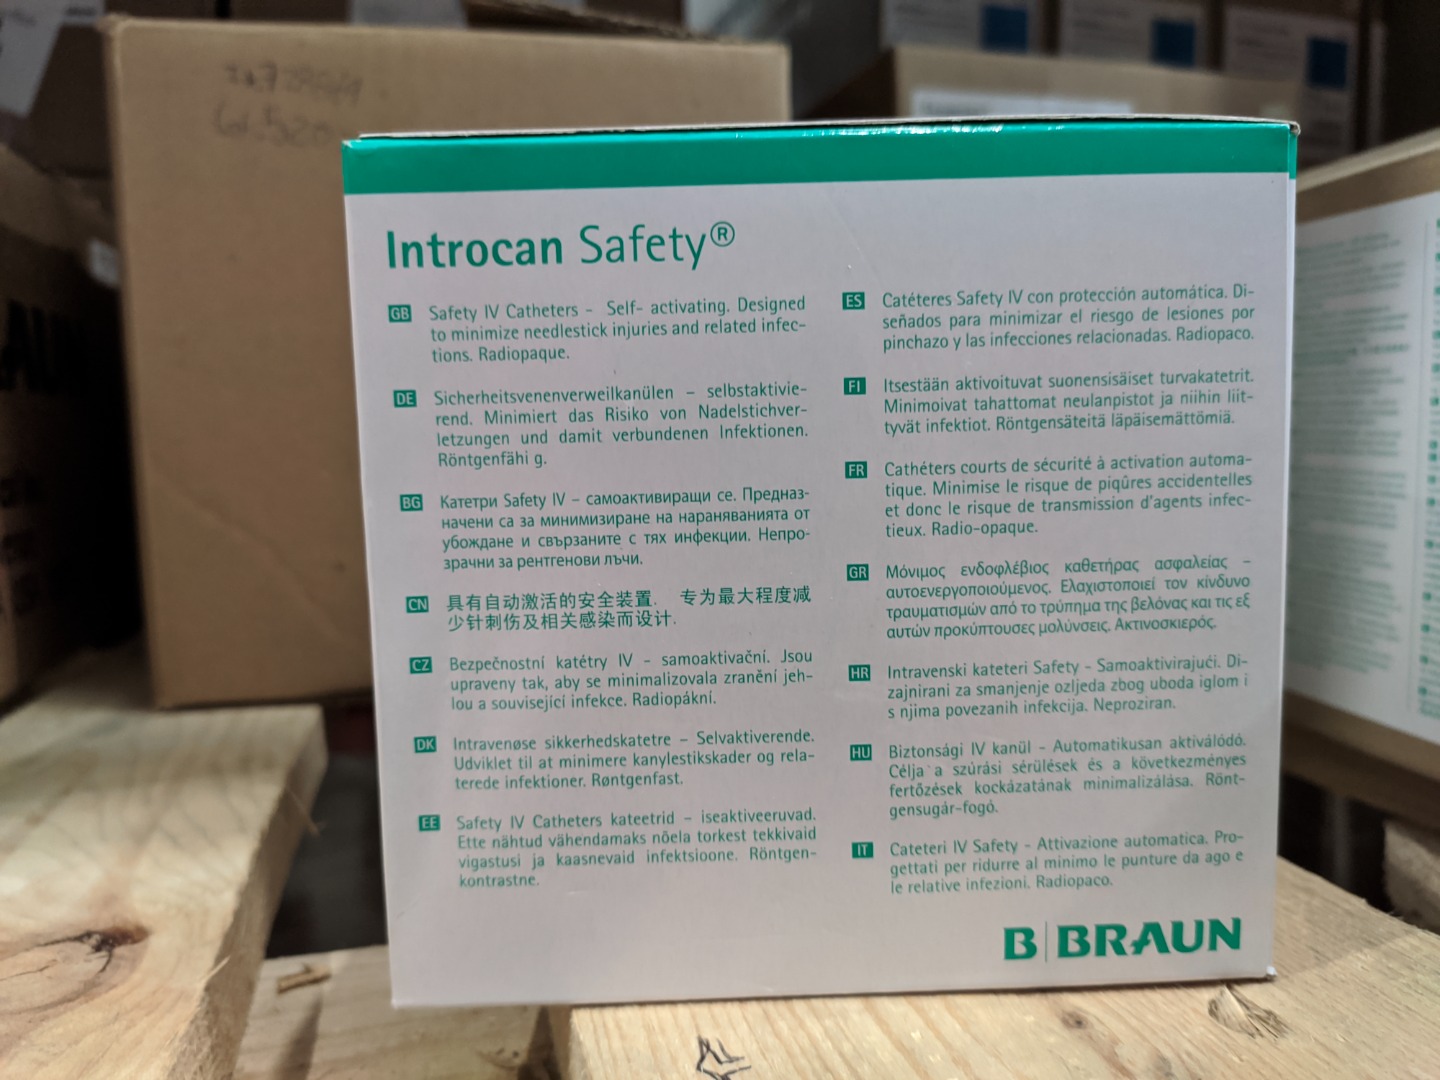 Introcan Safety®
GB Safety IV Catheters - Self- activating. Designed
to minimize needlestick injuries and related infec-
tions. Radiopaque.
DE Sicherheitsvenenverweilkanülen – selbstaktivie-
rend. Minimiert das Risiko von Nadelstichver-
letzungen und damit verbundenen Infektionen.
Röntgenfähi g.
BG Катетри Safety IV – самоактивиращи се. Предназ-
начени са за минимизиране на нараняванията от
убождане и свързаните с тях инфекции. Непро-
зрачни за рентгенови лъчи.
CN 具有自动激活的安全装置. 专为最大程度减
少针刺伤及相关感染而设计.
CZ Bezpečnostní katétry IV - samoaktivační. Jsou
upraveny tak, aby se minimalizovala zranění jeh-
lou a související infekce. Radiopákní.
DK Intravenøse sikkerhedskatetre – Selvaktiverende.
Udviklet til at minimere kanylestikskader og rela-
terede infektioner. Røntgenfast.
EE Safety IV Catheters kateetrid – iseaktiveeruvad.
Ette nähtud vähendamaks nõela torkest tekkivaid
vigastusi ja kaasnevaid infektsioone. Röntgen-
kontrastne.
ES Catéteres Safety IV con protección automática. Di-
señados para minimizar el riesgo de lesiones por
pinchazo y las infecciones relacionadas. Radiopaco.
FI Itsestään aktivoituvat suonensisäiset turvakatetrit.
Minimoivat tahattomat neulanpistot ja niihin liit-
tyvät infektiot. Röntgensäteitä läpäisemättömiä.
FR Cathéters courts de sécurité à activation automa-
tique. Minimise le risque de piqûres accidentelles
et donc le risque de transmission d'agents infec-
tieux. Radio-opaque.
GR Μόνιμος ενδοφλέβιος καθετήρας ασφαλείας –
αυτοενεργοποιούμενος. Ελαχιστοποιεί τον κίνδυνο
τραυματισμών από το τρύπημα της βελόνας και τις εξ
αυτών προκύπτουσες μολύνσεις. Ακτινοσκιερός.
HR Intravenski kateteri Safety - Samoaktivirajući. Di-
zajnirani za smanjenje ozljeda zbog uboda iglom i
s njima povezanih infekcija. Neproziran.
HU Biztonsági IV kanül - Automatikusan aktiválódó.
Célja a szúrási sérülések és a következményes
fertőzések kockázatának minimalizálása. Rönt-
gensugár-fogó.
IT Cateteri IV Safety - Attivazione automatica. Pro-
gettati per ridurre al minimo le punture da ago e
le relative infezioni. Radiopaco.
B BRAUN